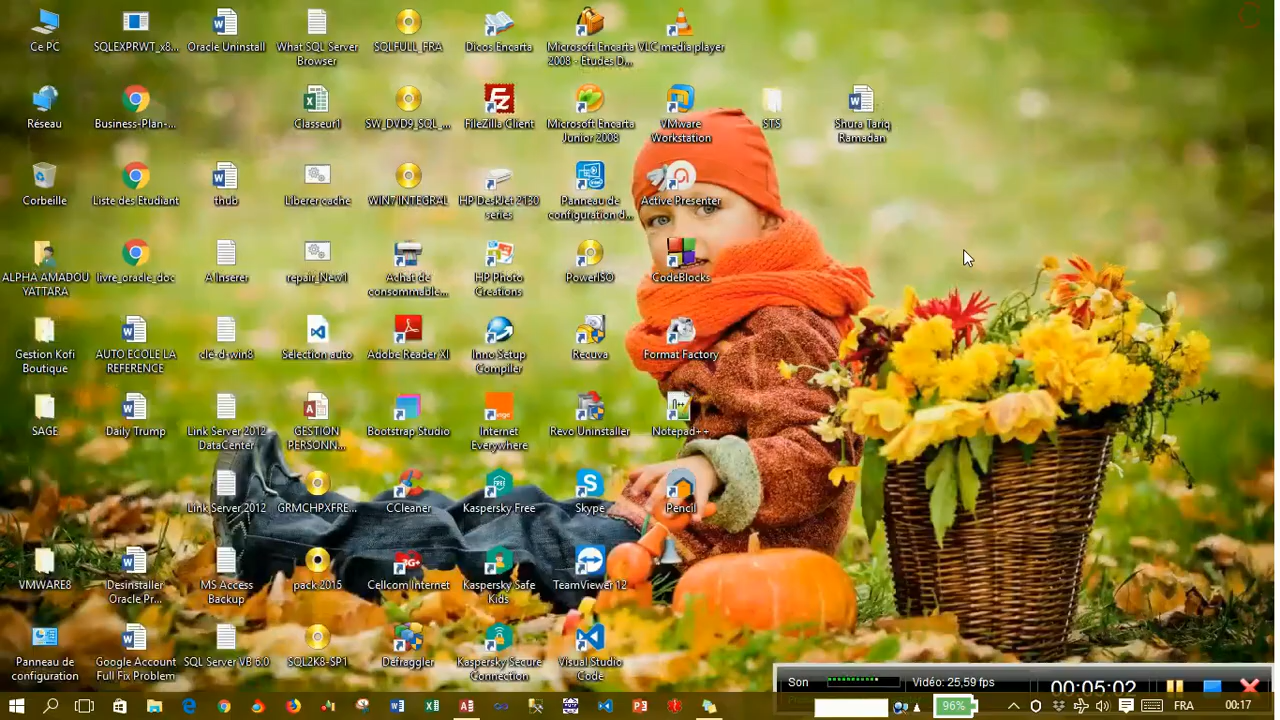 Ce PC
SQLEXPRWT_x8...
Oracle Uninstall
What SQL Server
Browser
SQLFULL_FRA
Dicos Encarta
Microsoft Encarta
2008 - Etudes D...
VLC media player
Réseau
Business-Plan-...
Classeur1
SW_DVD9_SQL_...
FileZilla Client
Microsoft Encarta
Junior 2008
VMware
Workstation
STS
Shura Tariq
Ramadan
Corbeille
Liste des Etudiant
thub
Liberer cache
WIN7 INTEGRAL
HP DeskJet 2130
series
Panneau de
configuration d...
Active Presenter
ALPHA AMADOU
YATTARA
livre_oracle_doc
A Inserer
repair_New1
Achat de
consommable...
HP Photo
Creations
PowerISO
CodeBlocks
Gestion Kofi
Boutique
AUTO ECOLE LA
REFERENCE
cle-d-win8
Selection auto
Adobe Reader XI
Inno Setup
Compiler
Recuva
Format Factory
SAGE
Daily Trump
Link Server 2012
DataCenter
GESTION
PERSONN...
Bootstrap Studio
Internet
Everywhere
Revo Uninstaller
Notepad++
Link Server 2012
GRMCHPXFRE...
CCleaner
Kaspersky Free
Skype
Pencil
VMWARE8
Desinstaller
Oracle Pr...
MS Access
Backup
pack 2015
Cellcom Internet
Kaspersky Safe
Kids
TeamViewer 12
Panneau de
configuration
Google Account
Full Fix Problem
SQL Server VB 6.0
SQL2K8-SP1
Defraggler
Kaspersky Secure
Connection
Visual Studio
Code
Son
Vidéo: 25,59 fps
00:05:02
96%
FRA
00:17